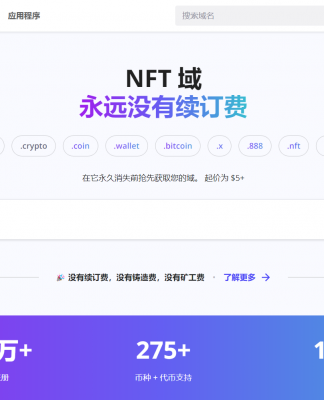 应用程序
搜索域名
NFT 域
永远没有续订费
.crypto
.coin
.wallet
.bitcoin
.x
.888
.nft
在它永久消失前抢先获取您的域。 起价为 $5+
🎉 没有续订费，没有铸造费，没有矿工费 · 了解更多 →
万+
275+
1
册
币种 + 代币支持